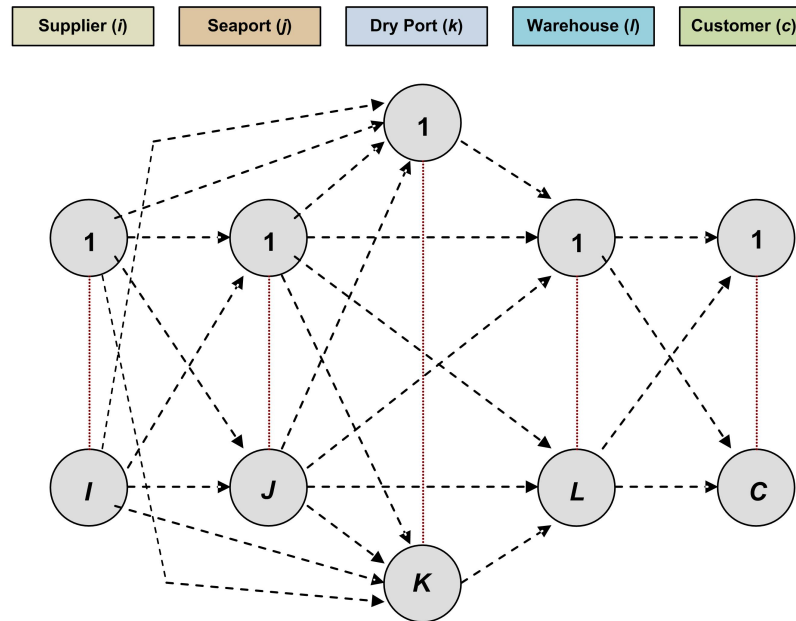 Supplier (i) Seaport (j) Dry Port (k) Warehouse (l) Customer (c)
1
1 1 1 1
I J L C
K